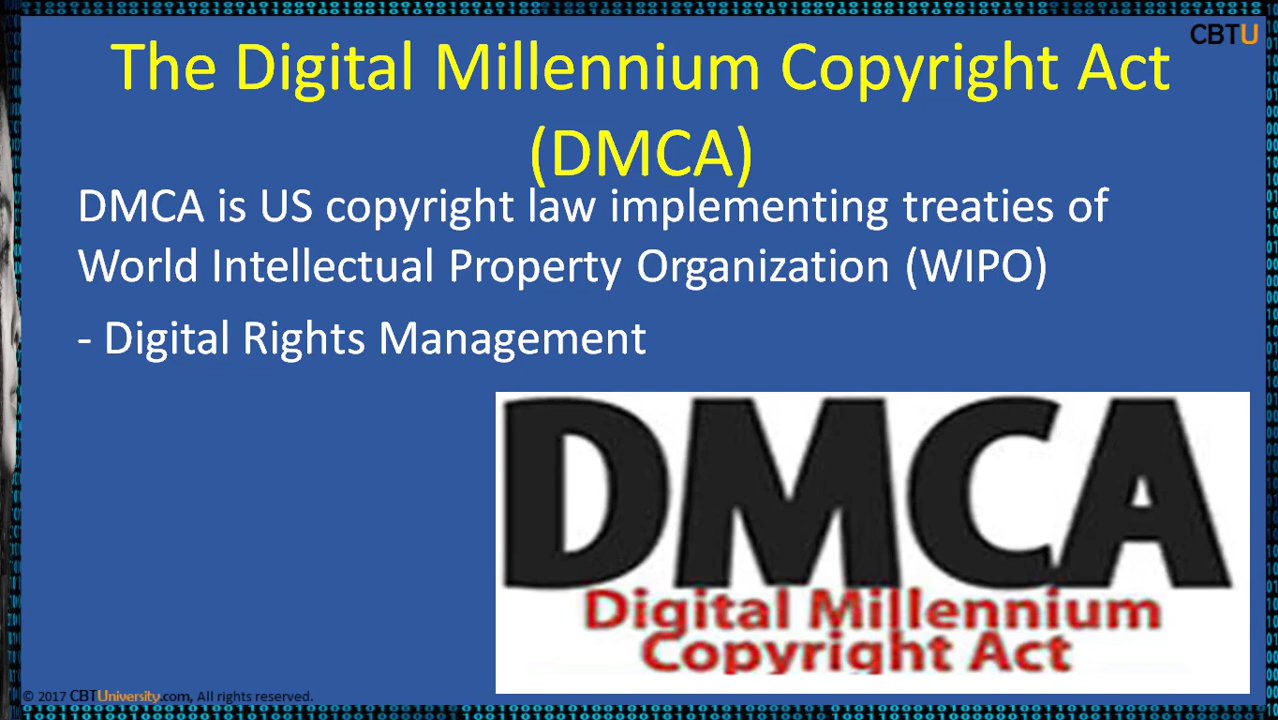 CBTU
The Digital Millennium Copyright Act
(DMCA)
DMCA is US copyright law implementing treaties of
World Intellectual Property Organization (WIPO)
- Digital Rights Management
DMCA
Digital Millennium
Copyright Act
© 2017 CBTUniversity.com, All rights reserved.